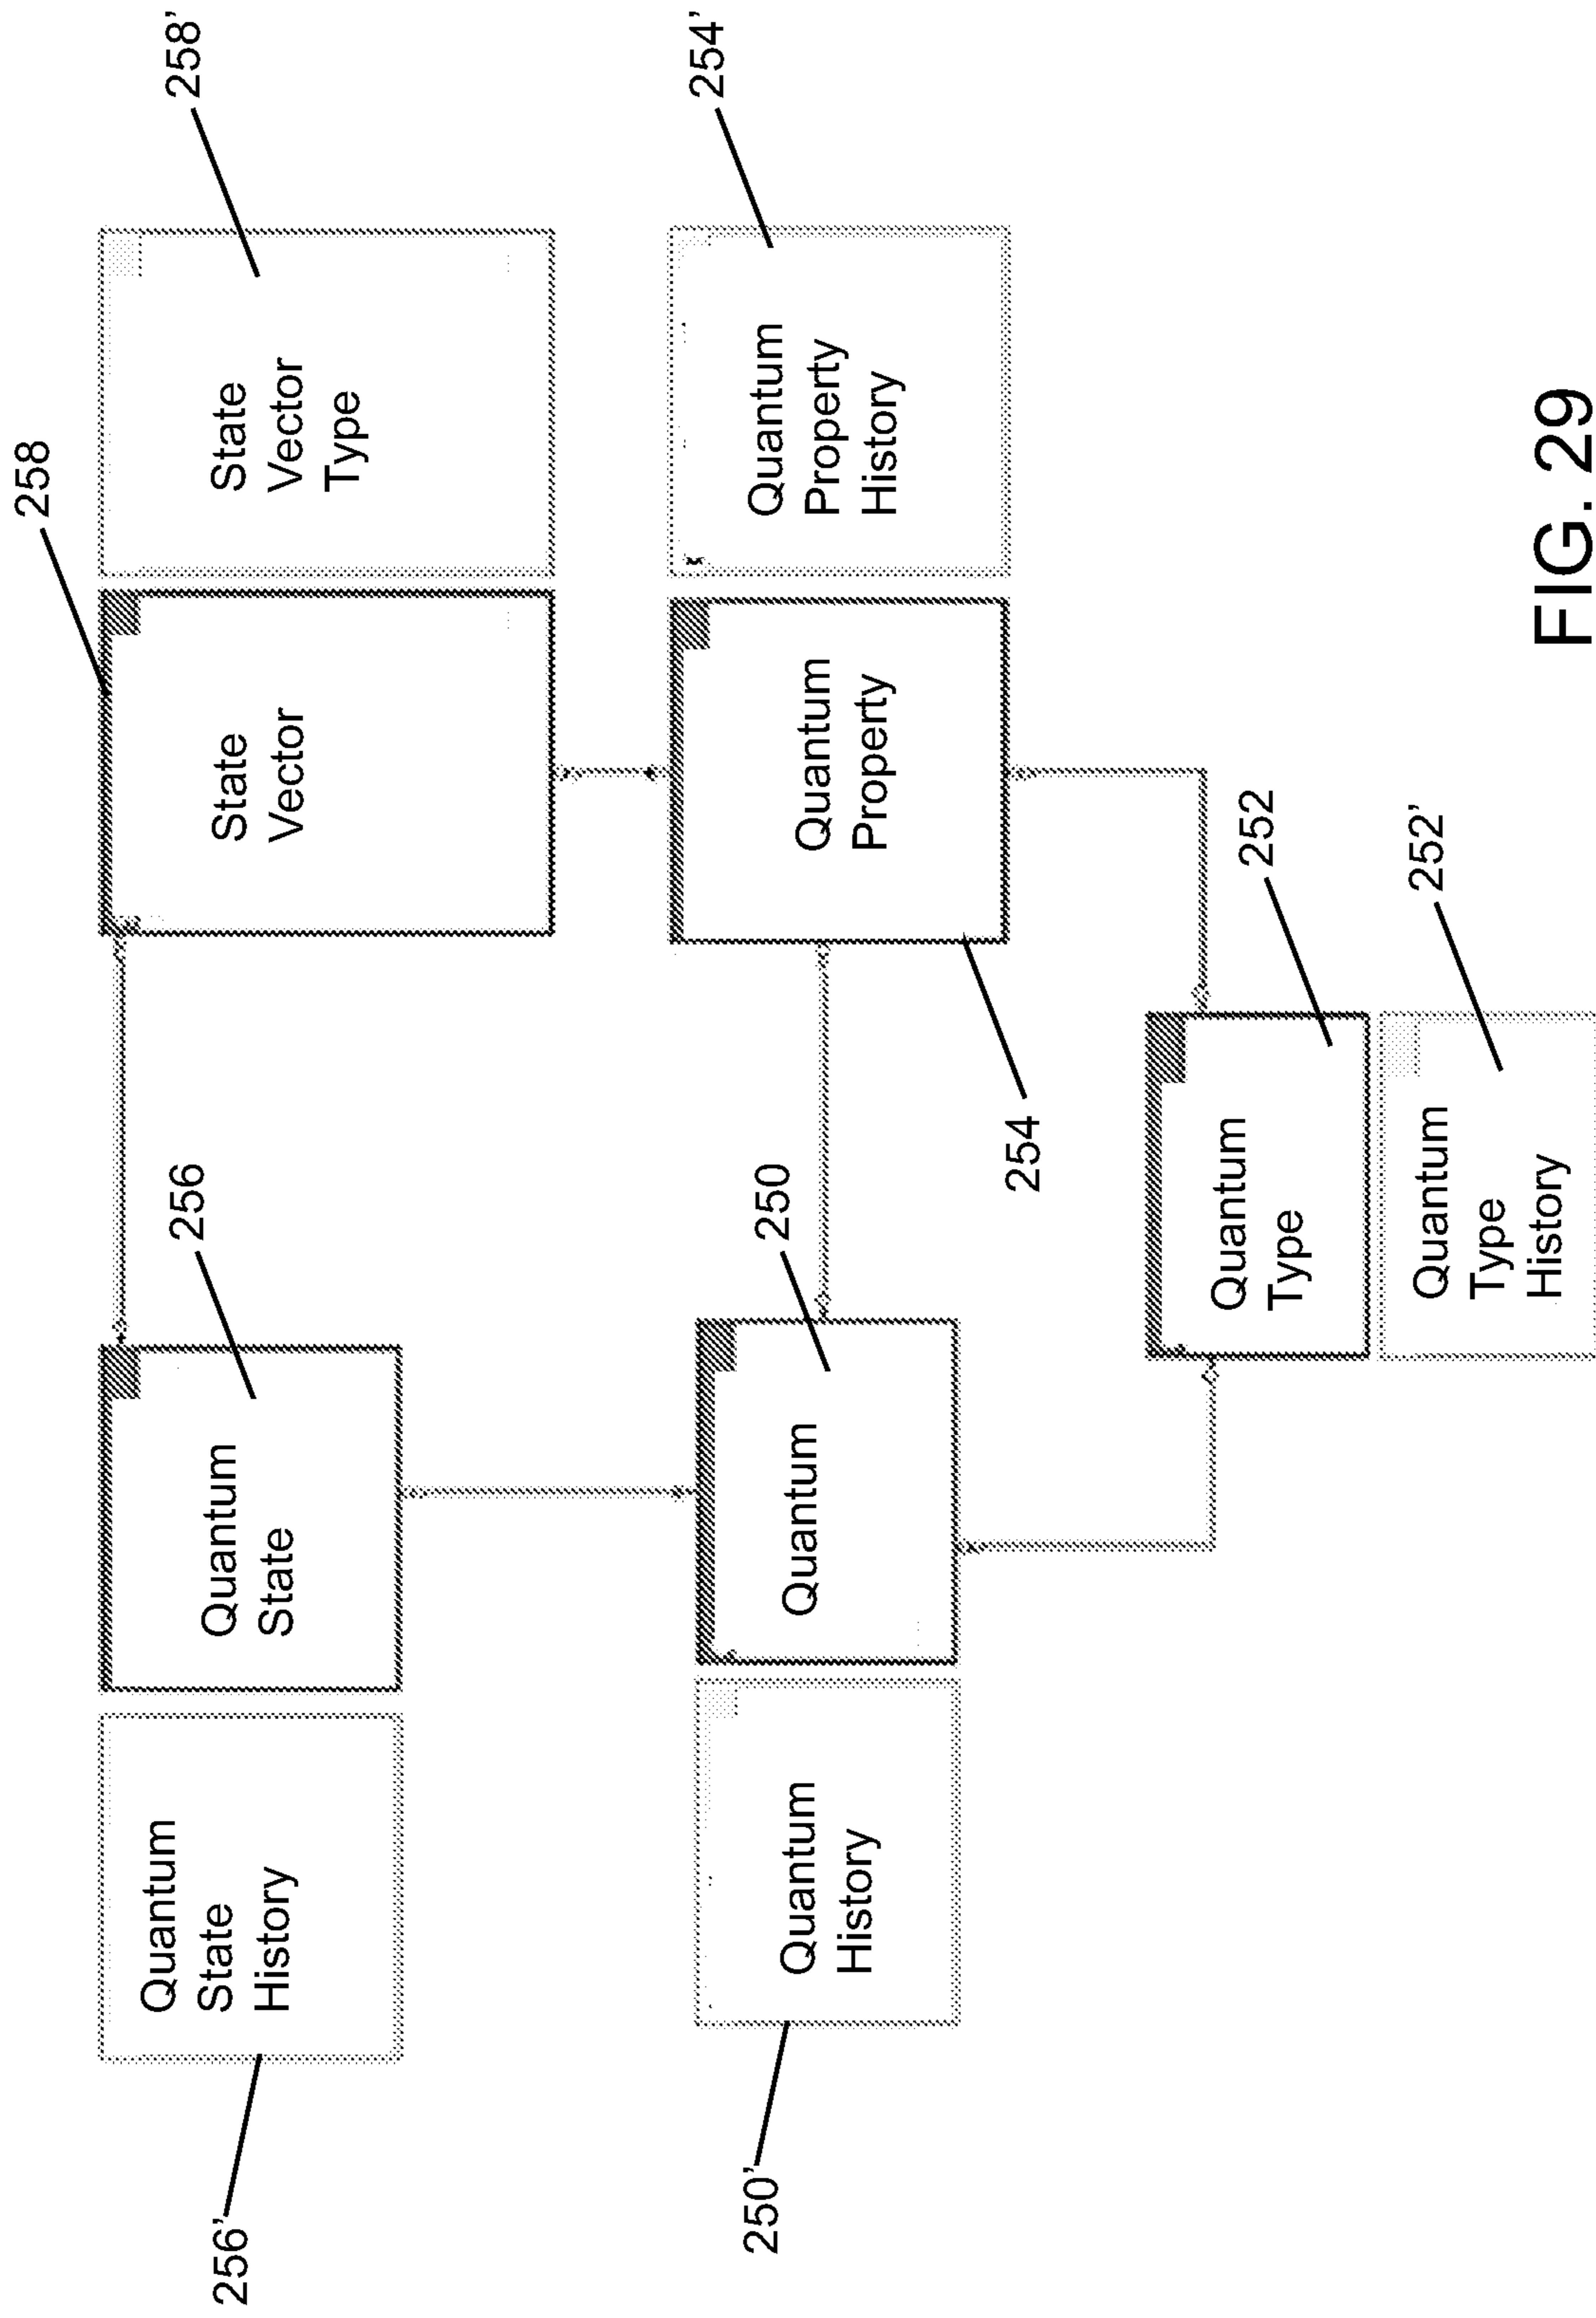 256'
Quantum
State
History
256
Quantum
State
258
State
Vector
258'
State
Vector
Type
250'
Quantum
History
250
Quantum
254
Quantum
Property
254'
Quantum
Property
History
252
Quantum
Type
252'
Quantum
Type
History
FIG. 29